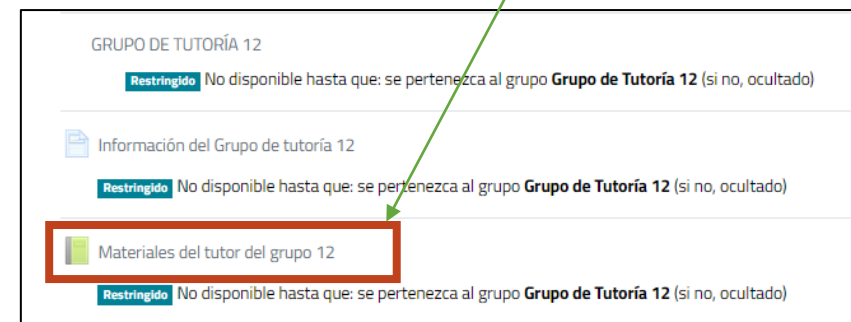 GRUPO DE TUTORÍA 12
Restringido No disponible hasta que: se pertenezca al grupo Grupo de Tutoría 12 (si no, ocultado)
Información del Grupo de tutoría 12
Restringido No disponible hasta que: se pertenezca al grupo Grupo de Tutoría 12 (si no, ocultado)
Materiales del tutor del grupo 12
Restringido No disponible hasta que: se pertenezca al grupo Grupo de Tutoría 12 (si no, ocultado)